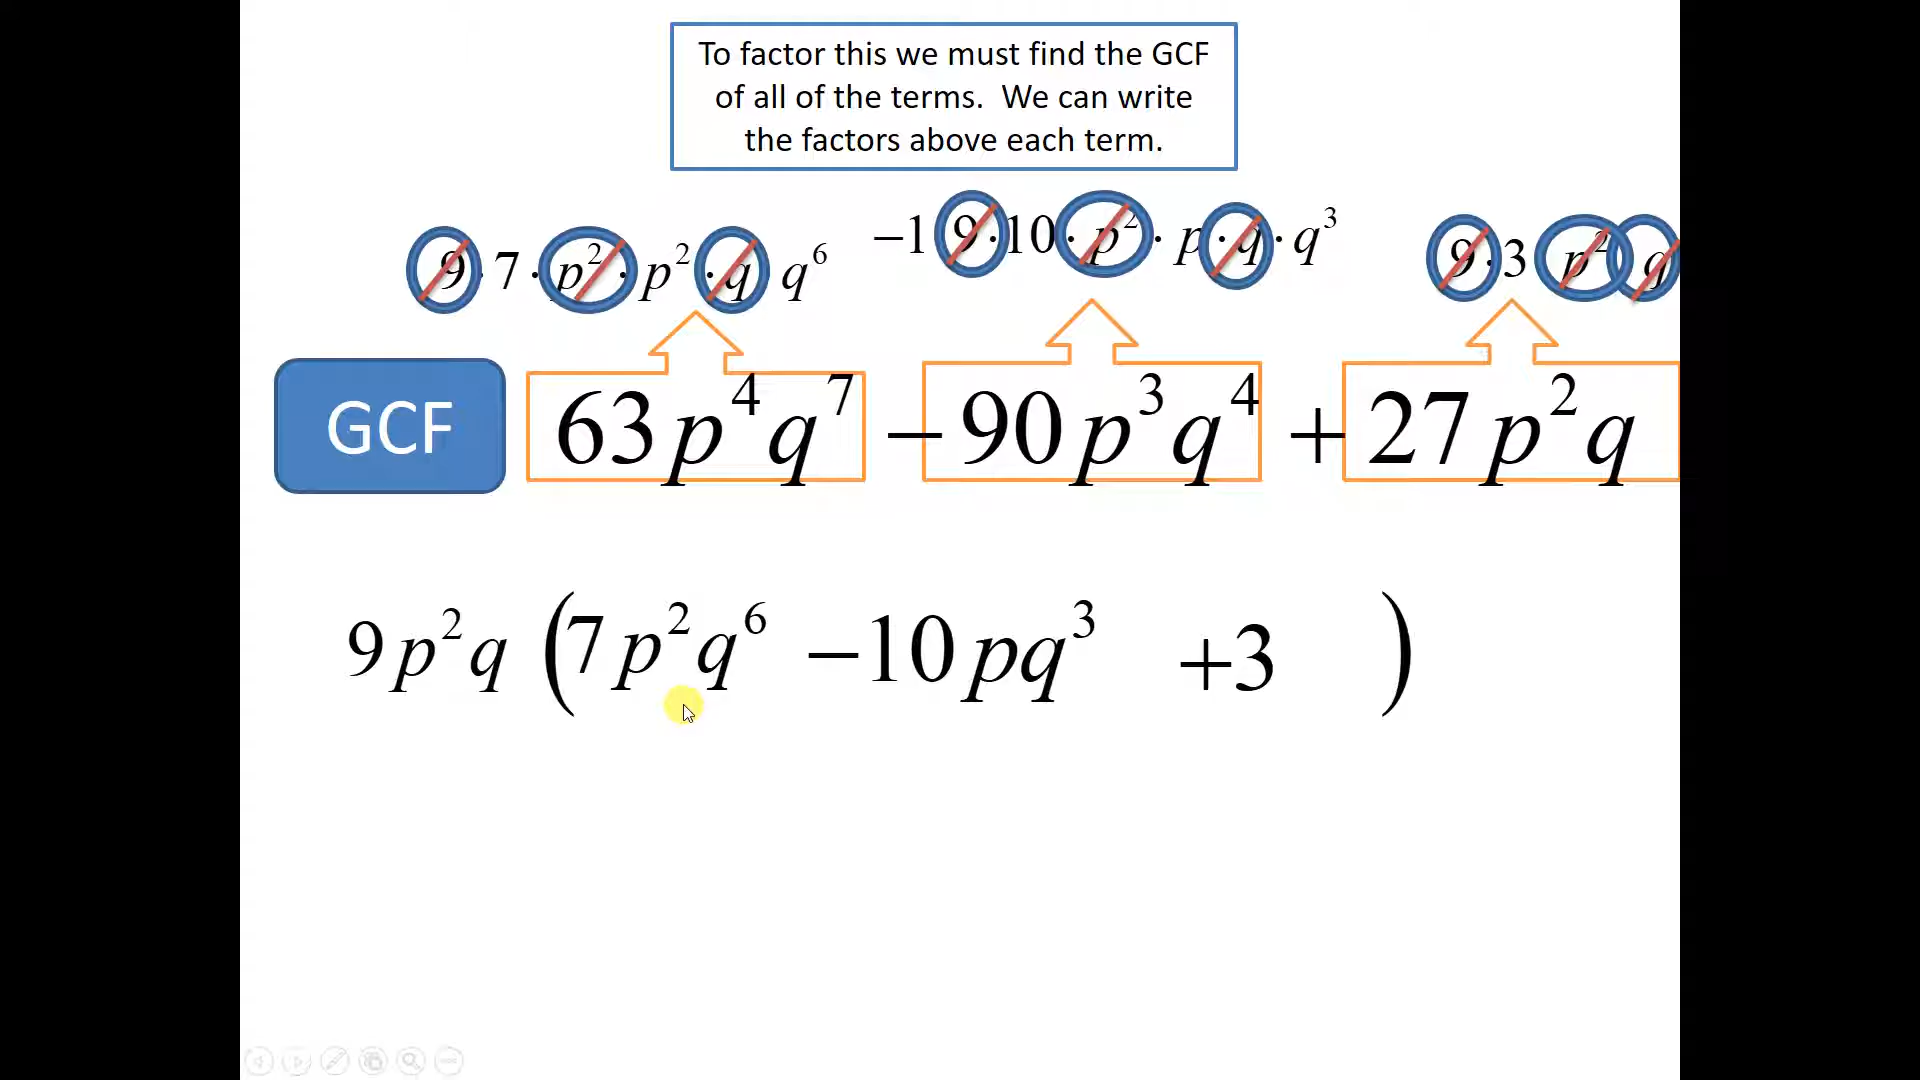 To factor this we must find the GCF
of all of the terms. We can write
the factors above each term.
9 · 7 · p² · p² · q q⁶
−1 9 · 10 · p² · p · q · q³
9 · 3 p² q
GCF
63p⁴q⁷ − 90p³q⁴ + 27p²q
9p²q (7p²q⁶ −10pq³ +3 )